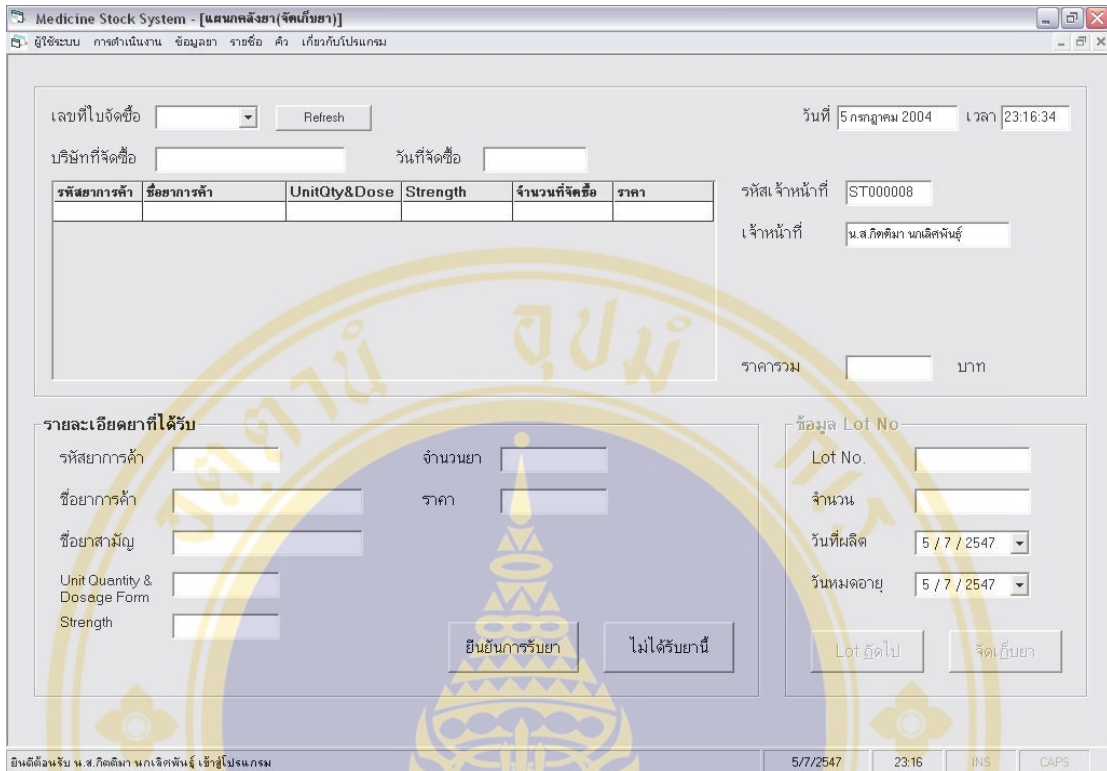 Medicine Stock System - [แผนกคลังยา(จัดเก็บยา)]
ผู้ใช้ระบบ การดำเนินงาน ข้อมูลยา รายชื่อ คิว เกี่ยวกับโปรแกรม
เลขที่ใบจัดซื้อ Refresh วันที่ 5 กรกฎาคม 2004 เวลา 23:16:34
บริษัทที่จัดซื้อ วันที่จัดซื้อ
รหัสยาการค้า ชื่อยาการค้า UnitQty&Dose Strength จำนวนที่จัดซื้อ ราคา
รหัสเจ้าหน้าที่ ST000008
เจ้าหน้าที่ น.ส.กิตติมา นกเลิศพันธุ์
ราคารวม บาท
รายละเอียดยาที่ได้รับ
รหัสยาการค้า จำนวนยา
ชื่อยาการค้า ราคา
ชื่อยาสามัญ
Unit Quantity &
Dosage Form
Strength
ยืนยันการรับยา ไม่ได้รับยานี้
ข้อมูล Lot No
Lot No.
จำนวน
วันที่ผลิต 5 / 7 / 2547
วันหมดอายุ 5 / 7 / 2547
Lot ถัดไป จัดเก็บยา
อตฺตานํ อุปมํ กเร
ยินดีต้อนรับ น.ส.กิตติมา นกเลิศพันธุ์ เข้าสู่โปรแกรม 5/7/2547 23:16 INS CAPS